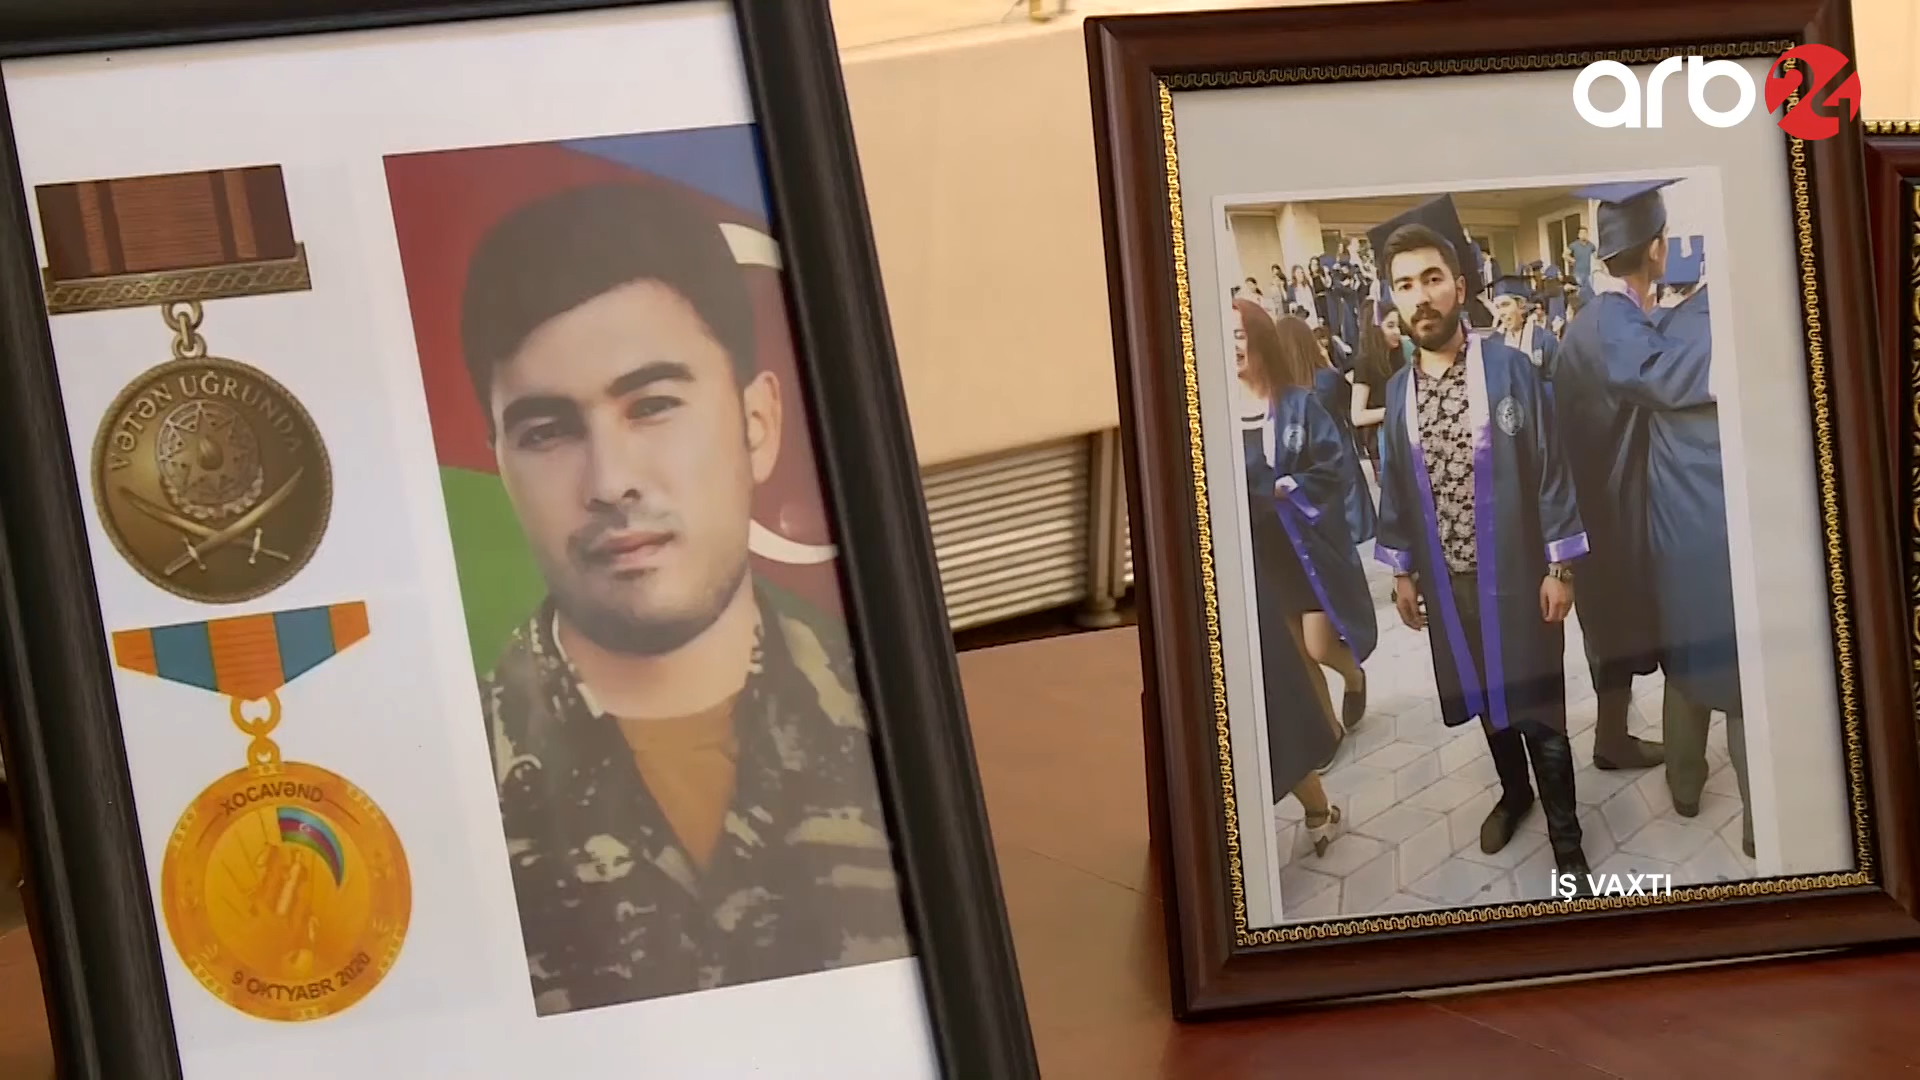 arb24
VƏTƏN UĞRUNDA
XOCAVƏND
9 OKTYABR 2020
İŞ VAXTI